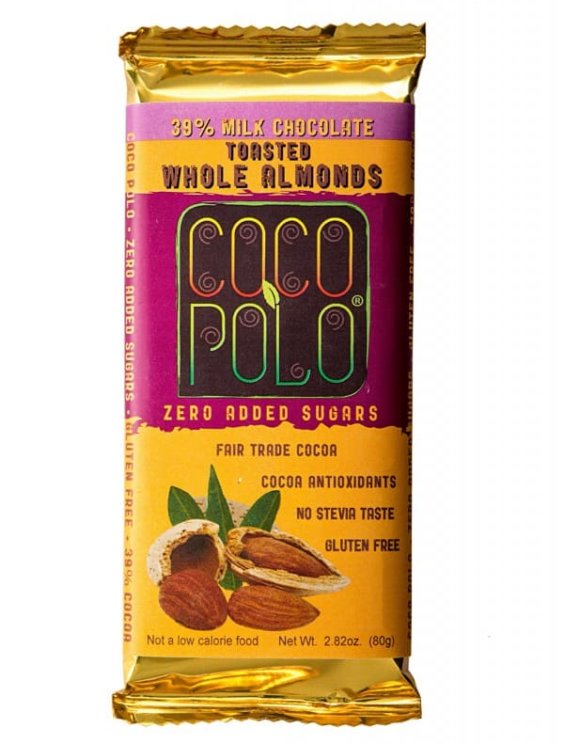 39% MILK CHOCOLATE
TOASTED
WHOLE ALMONDS
COCO
POLO®
ZERO ADDED SUGARS
FAIR TRADE COCOA
COCOA ANTIOXIDANTS
NO STEVIA TASTE
GLUTEN FREE
Not a low calorie food Net Wt. 2.82oz. (80g)
COCO POLO • ZERO ADDED SUGARS • GLUTEN FREE • 39% COCOA